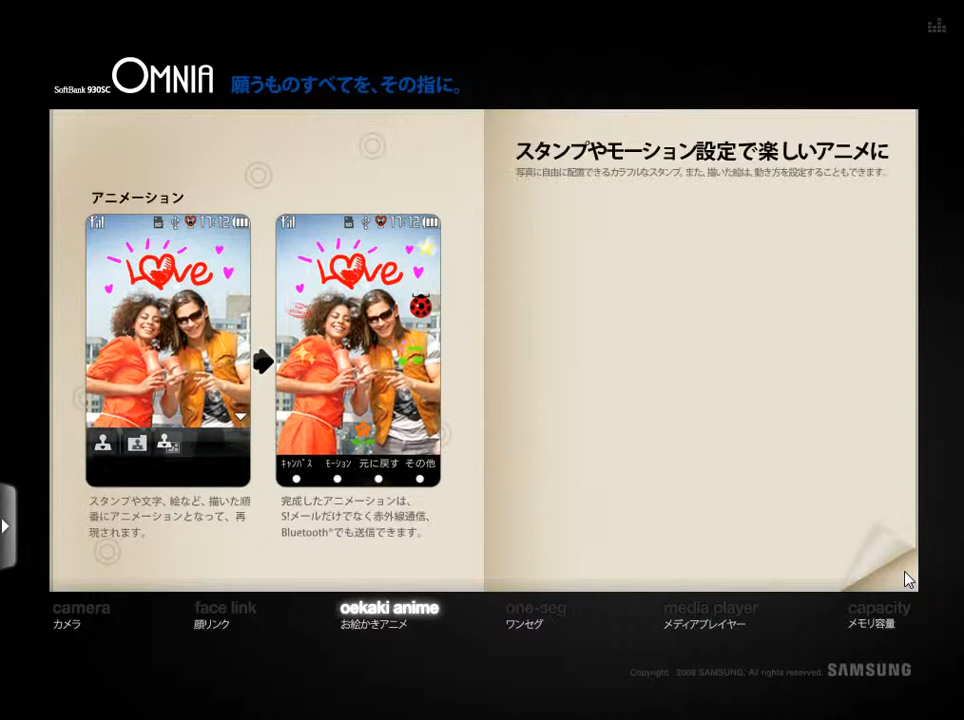 SoftBank 930SC OMNIA 願うものすべてを、その指に。
スタンプやモーション設定で楽しいアニメに
写真に自由に配置できるカラフルなスタンプ。また、描いた絵は、動き方を設定することもできます。
アニメーション
17:12 17:12
Love Love
キャンバス モーション 元に戻す その他
スタンプや文字、絵など、描いた順
番にアニメーションとなって、再
現されます。
完成したアニメーションは、
S!メールだけでなく赤外線通信、
Bluetooth®でも送信できます。
camera face link oekaki anime one-seg media player capacity
カメラ 顔リンク お絵かきアニメ ワンセグ メディアプレイヤー メモリ容量
Copyright 2008 SAMSUNG. All rights reserved. SAMSUNG